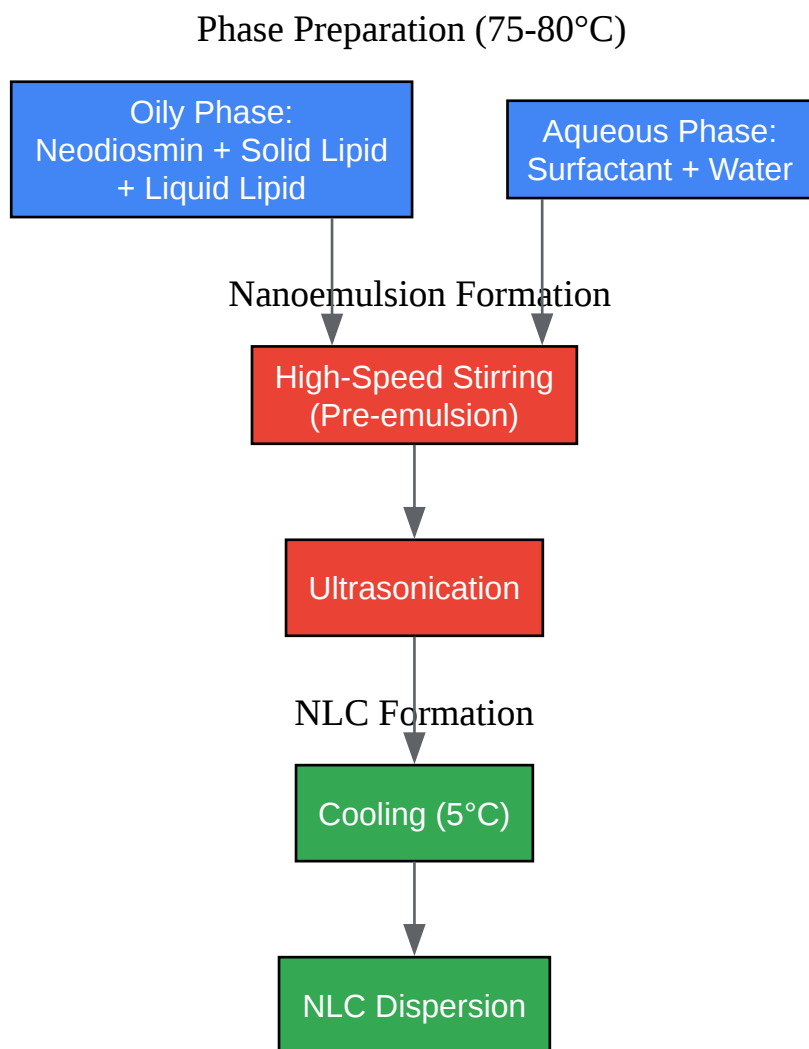 Phase Preparation (75-80°C)
Oily Phase:
Neodiosmin + Solid Lipid
+ Liquid Lipid
Aqueous Phase:
Surfactant + Water
Nanoemulsion Formation
High-Speed Stirring
(Pre-emulsion)
Ultrasonication
NLC Formation
Cooling (5°C)
NLC Dispersion